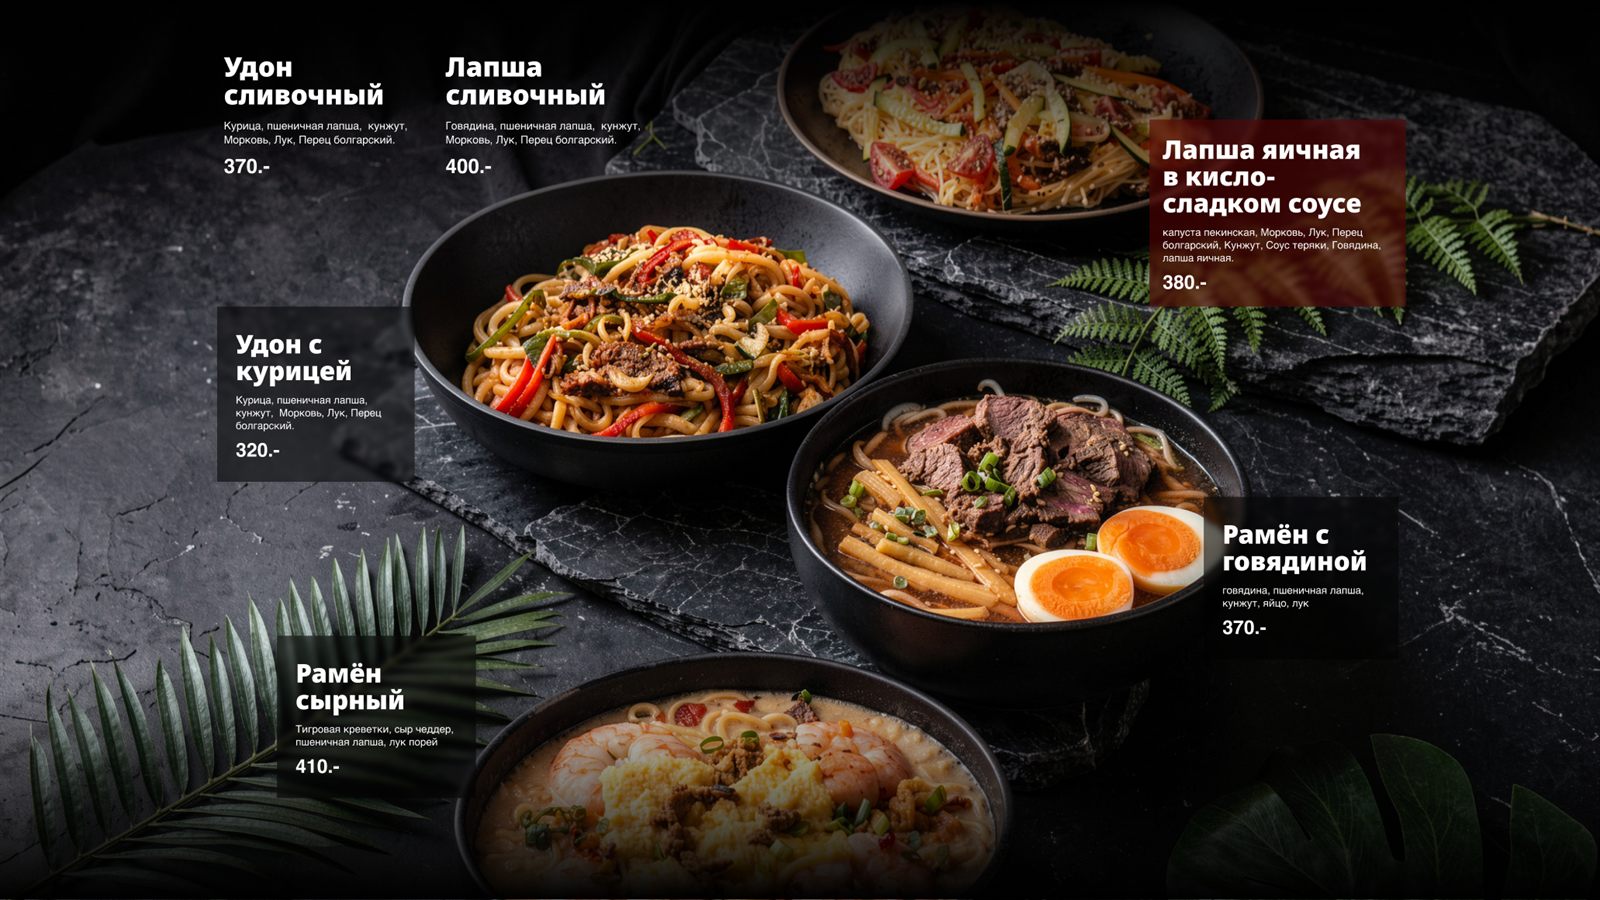 Удон
сливочный
Курица, пшеничная лапша,  кунжут,
Морковь, Лук, Перец болгарский.
370.-
Лапша
сливочный
Говядина, пшеничная лапша,  кунжут,
Морковь, Лук, Перец болгарский.
400.-
Лапша яичная
в кисло-
сладком соусе
капуста пекинская, Морковь, Лук, Перец
болгарский, Кунжут, Соус теряки, Говядина,
лапша яичная.
380.-
Удон с
курицей
Курица, пшеничная лапша,
кунжут,  Морковь, Лук, Перец
болгарский.
320.-
Рамён с
говядиной
говядина, пшеничная лапша,
кунжут, яйцо, лук
370.-
Рамён
сырный
Тигровая креветки, сыр чеддер,
пшеничная лапша, лук порей
410.-